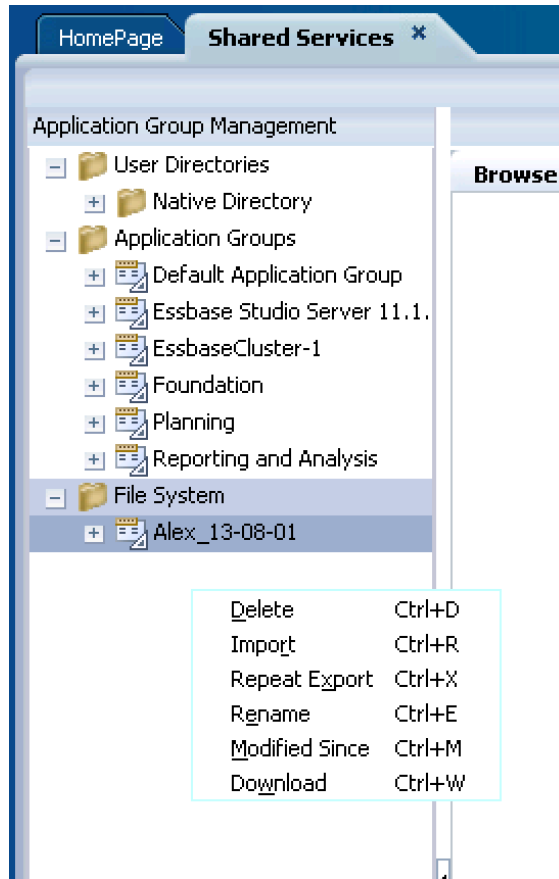 HomePage
Shared Services ×
Application Group Management
Browse
User Directories
Native Directory
Application Groups
Default Application Group
Essbase Studio Server 11.1.
EssbaseCluster-1
Foundation
Planning
Reporting and Analysis
File System
Alex_13-08-01
Delete Ctrl+D
Import Ctrl+R
Repeat Export Ctrl+X
Rename Ctrl+E
Modified Since Ctrl+M
Download Ctrl+W